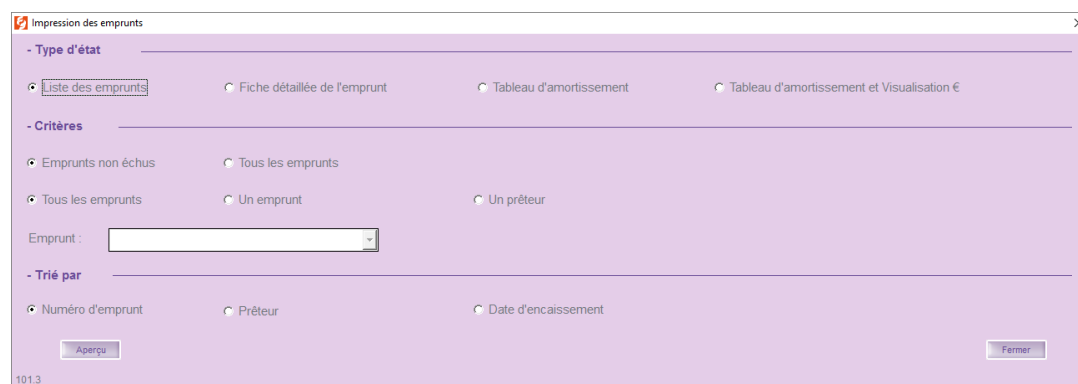 Impression des emprunts
- Type d'état
Liste des emprunts Fiche détaillée de l'emprunt Tableau d'amortissement Tableau d'amortissement et Visualisation €
- Critères
Emprunts non échus Tous les emprunts
Tous les emprunts Un emprunt Un prêteur
Emprunt :
- Trié par
Numéro d'emprunt Prêteur Date d'encaissement
Aperçu Fermer
101.3